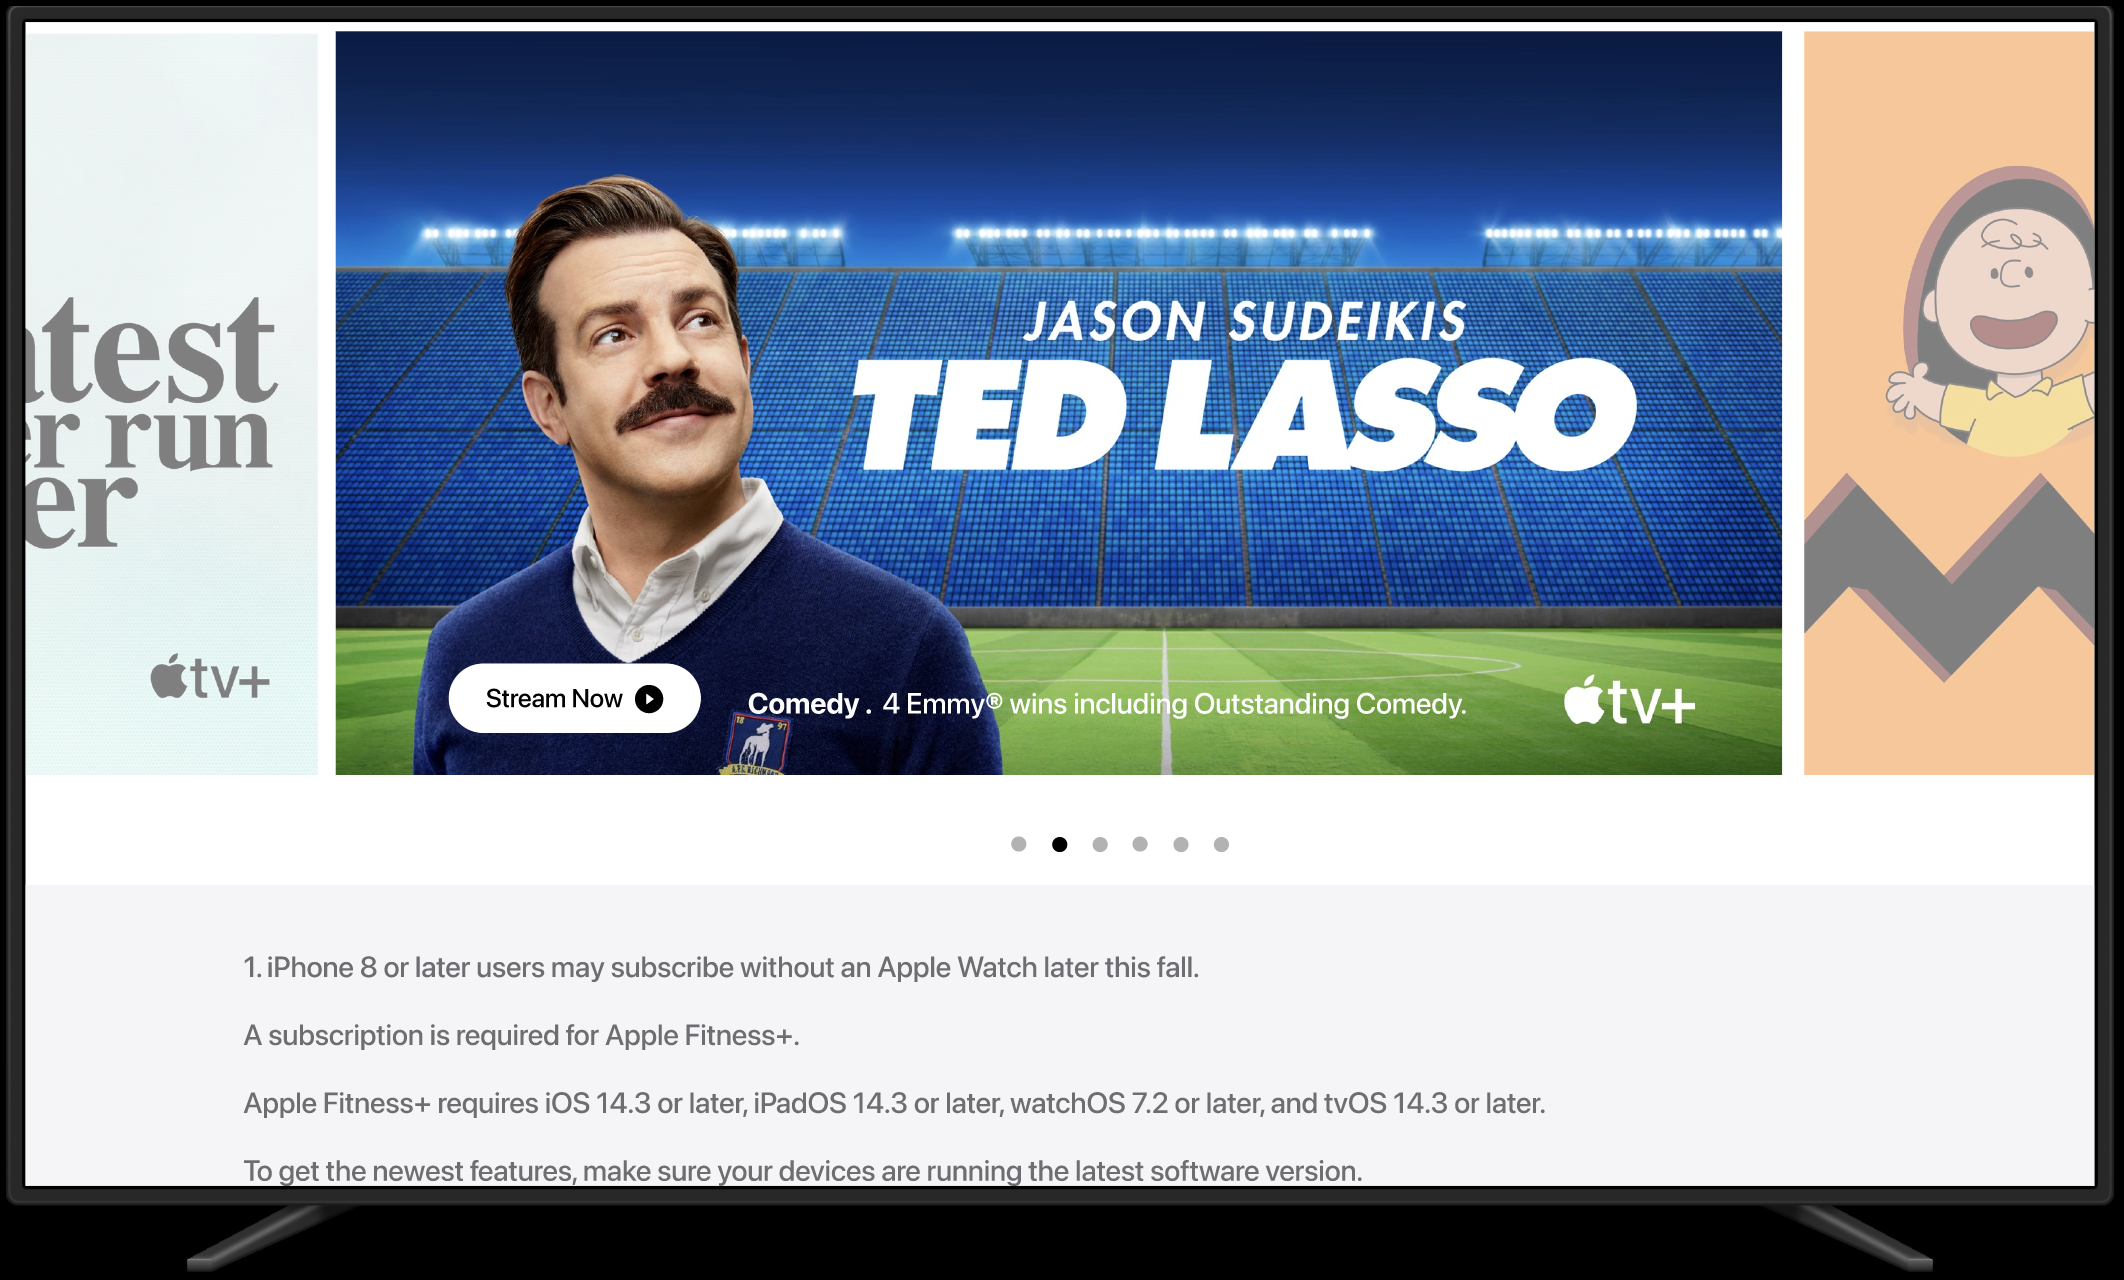 atest
er run
er
tv+
JASON SUDEIKIS
TED LASSO
Stream Now
Comedy . 4 Emmy® wins including Outstanding Comedy.
18 97
tv+
1. iPhone 8 or later users may subscribe without an Apple Watch later this fall.
A subscription is required for Apple Fitness+.
Apple Fitness+ requires iOS 14.3 or later, iPadOS 14.3 or later, watchOS 7.2 or later, and tvOS 14.3 or later.
To get the newest features, make sure your devices are running the latest software version.